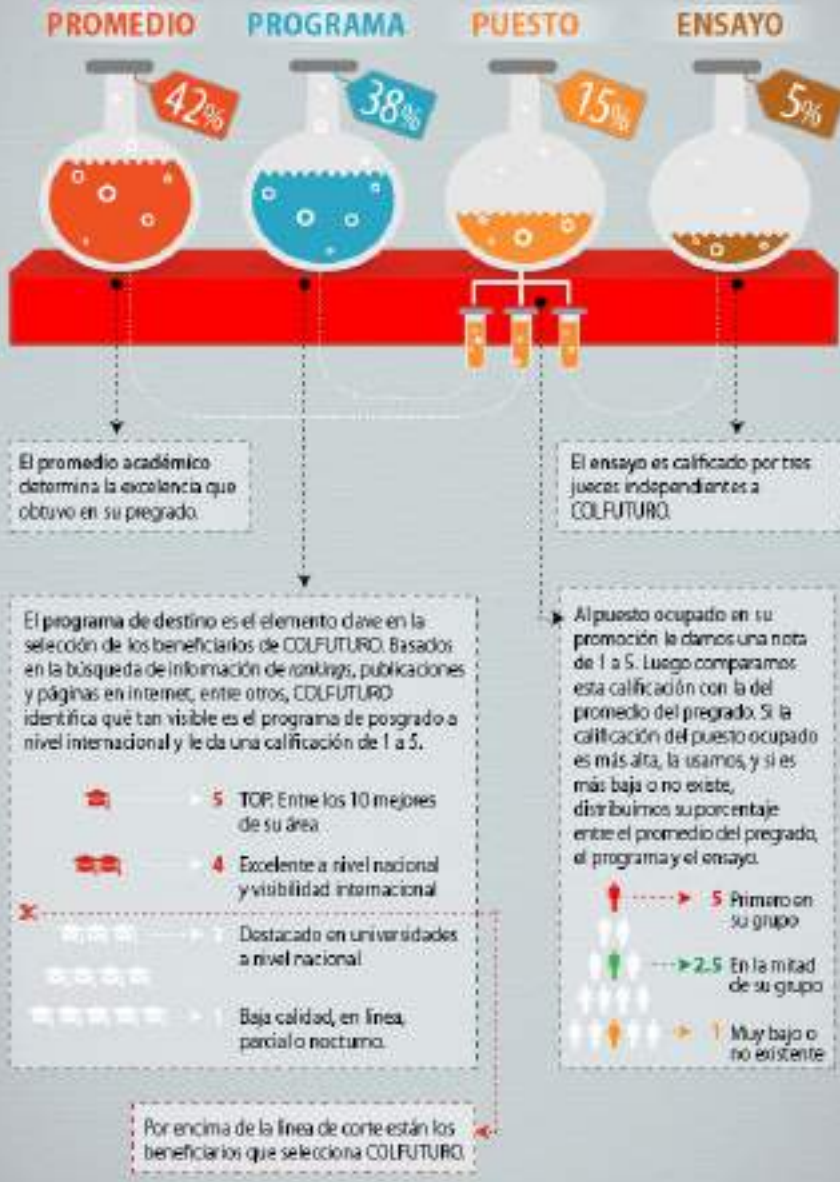 PROMEDIO
PROGRAMA
PUESTO
ENSAYO
42%
38%
15%
5%
El promedio académico
determina la excelencia que
obtuvo en su pregrado.
El ensayo es calificado por tres
jueces independientes a
COLFUTURO.
El programa de destino es el elemento clave en la
selección de los beneficiarios de COLFUTURO. Basados
en la búsqueda de información de rankings, publicaciones
y páginas en internet, entre otros, COLFUTURO
identifica qué tan visible es el programa de posgrado a
nivel internacional y le da una calificación de 1 a 5.
5 TOP. Entre los 10 mejores
de su área
4 Excelente a nivel nacional
y visibilidad internacional
Destacado en universidades
a nivel nacional
1 Baja calidad, en línea,
parcial o nocturno.
Al puesto ocupado en su
promoción le damos una nota
de 1 a 5. Luego comparamos
esta calificación con la del
promedio del pregrado. Si la
calificación del puesto ocupado
es más alta, la usamos, y si es
más baja o no existe,
distribuimos su porcentaje
entre el promedio del pregrado,
el programa y el ensayo.
5 Primero en
su grupo
2.5 En la mitad
de su grupo
1 Muy bajo o
no existente
Por encima de la linea de corte están los
beneficiarios que selecciona COLFUTURO.